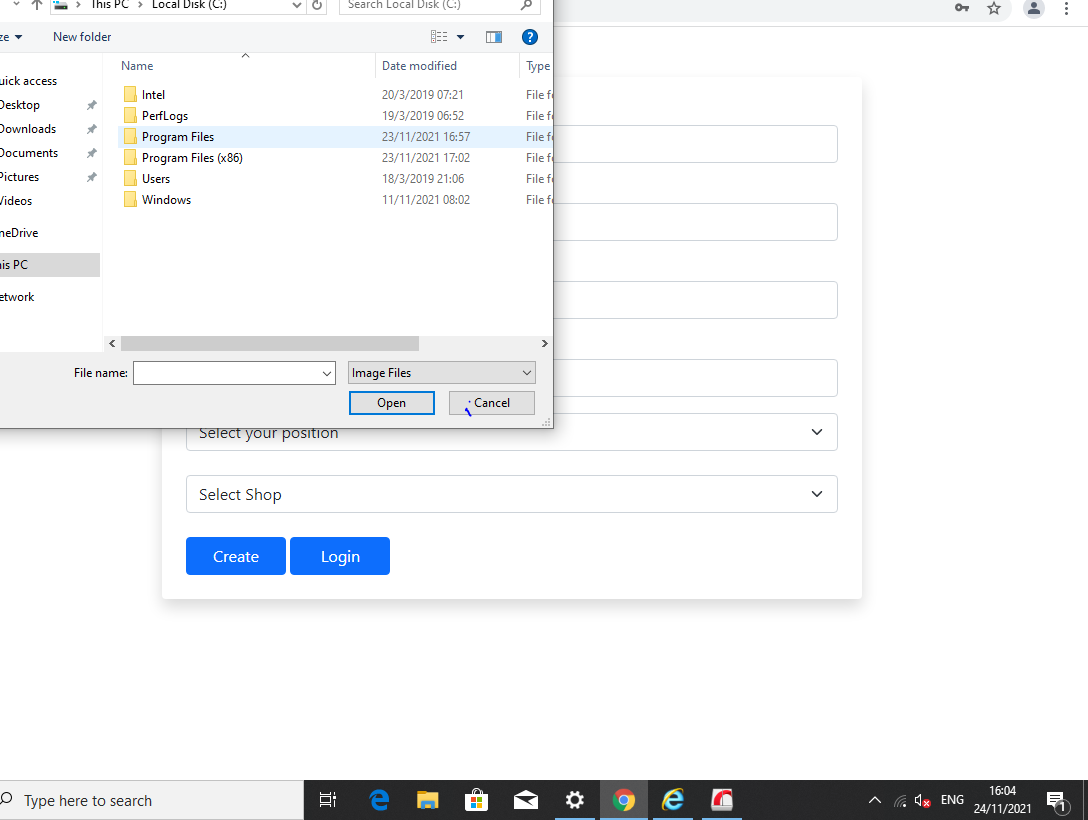 This PC > Local Disk (C:)
Search Local Disk (C:)
ze
New folder
Name
Date modified
Type
uick access
Desktop
Downloads
Documents
Pictures
Videos
neDrive
his PC
etwork
Intel 20/3/2019 07:21 File fo
PerfLogs 19/3/2019 06:52 File fo
Program Files 23/11/2021 16:57 File fo
Program Files (x86) 23/11/2021 17:02 File fo
Users 18/3/2019 21:06 File fo
Windows 11/11/2021 08:02 File fo
File name:
Image Files
Open
Cancel
Select your position
Select Shop
Create
Login
Type here to search
ENG
16:04
24/11/2021
1